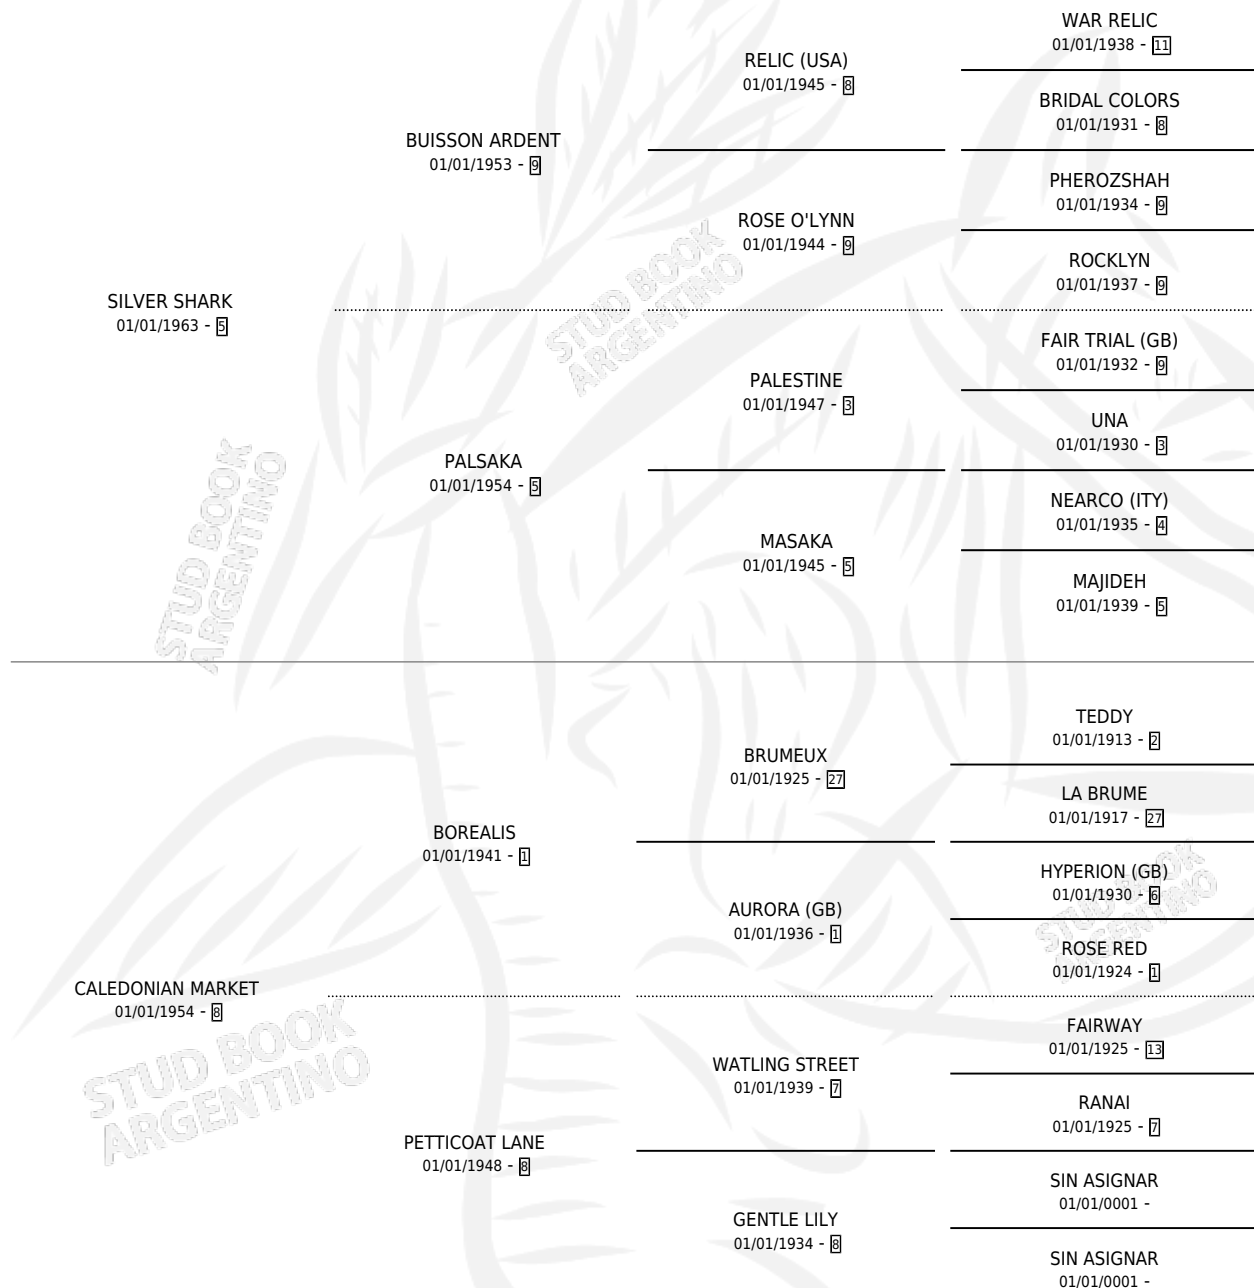 WAR RELIC
01/01/1938 - 11
RELIC (USA)
01/01/1945 - 8
BRIDAL COLORS
01/01/1931 - 8
BUISSON ARDENT
01/01/1953 - 9
PHEROZSHAH
01/01/1934 - 9
ROSE O'LYNN
01/01/1944 - 9
ROCKLYN
01/01/1937 - 9
SILVER SHARK
01/01/1963 - 5
FAIR TRIAL (GB)
01/01/1932 - 9
PALESTINE
01/01/1947 - 3
UNA
01/01/1930 - 3
PALSAKA
01/01/1954 - 5
NEARCO (ITY)
01/01/1935 - 4
MASAKA
01/01/1945 - 5
MAJIDEH
01/01/1939 - 5
TEDDY
01/01/1913 - 2
BRUMEUX
01/01/1925 - 27
LA BRUME
01/01/1917 - 27
BOREALIS
01/01/1941 - 1
HYPERION (GB)
01/01/1930 - 6
AURORA (GB)
01/01/1936 - 1
ROSE RED
01/01/1924 - 1
CALEDONIAN MARKET
01/01/1954 - 8
FAIRWAY
01/01/1925 - 13
WATLING STREET
01/01/1939 - 7
RANAI
01/01/1925 - 7
PETTICOAT LANE
01/01/1948 - 8
SIN ASIGNAR
01/01/0001 -
GENTLE LILY
01/01/1934 - 8
SIN ASIGNAR
01/01/0001 -
STUD BOOK
ARGENTINO
STUD BOOK
ARGENTINO
STUD BOOK
ARGENTINO
STUD BOOK
ARGENTINO